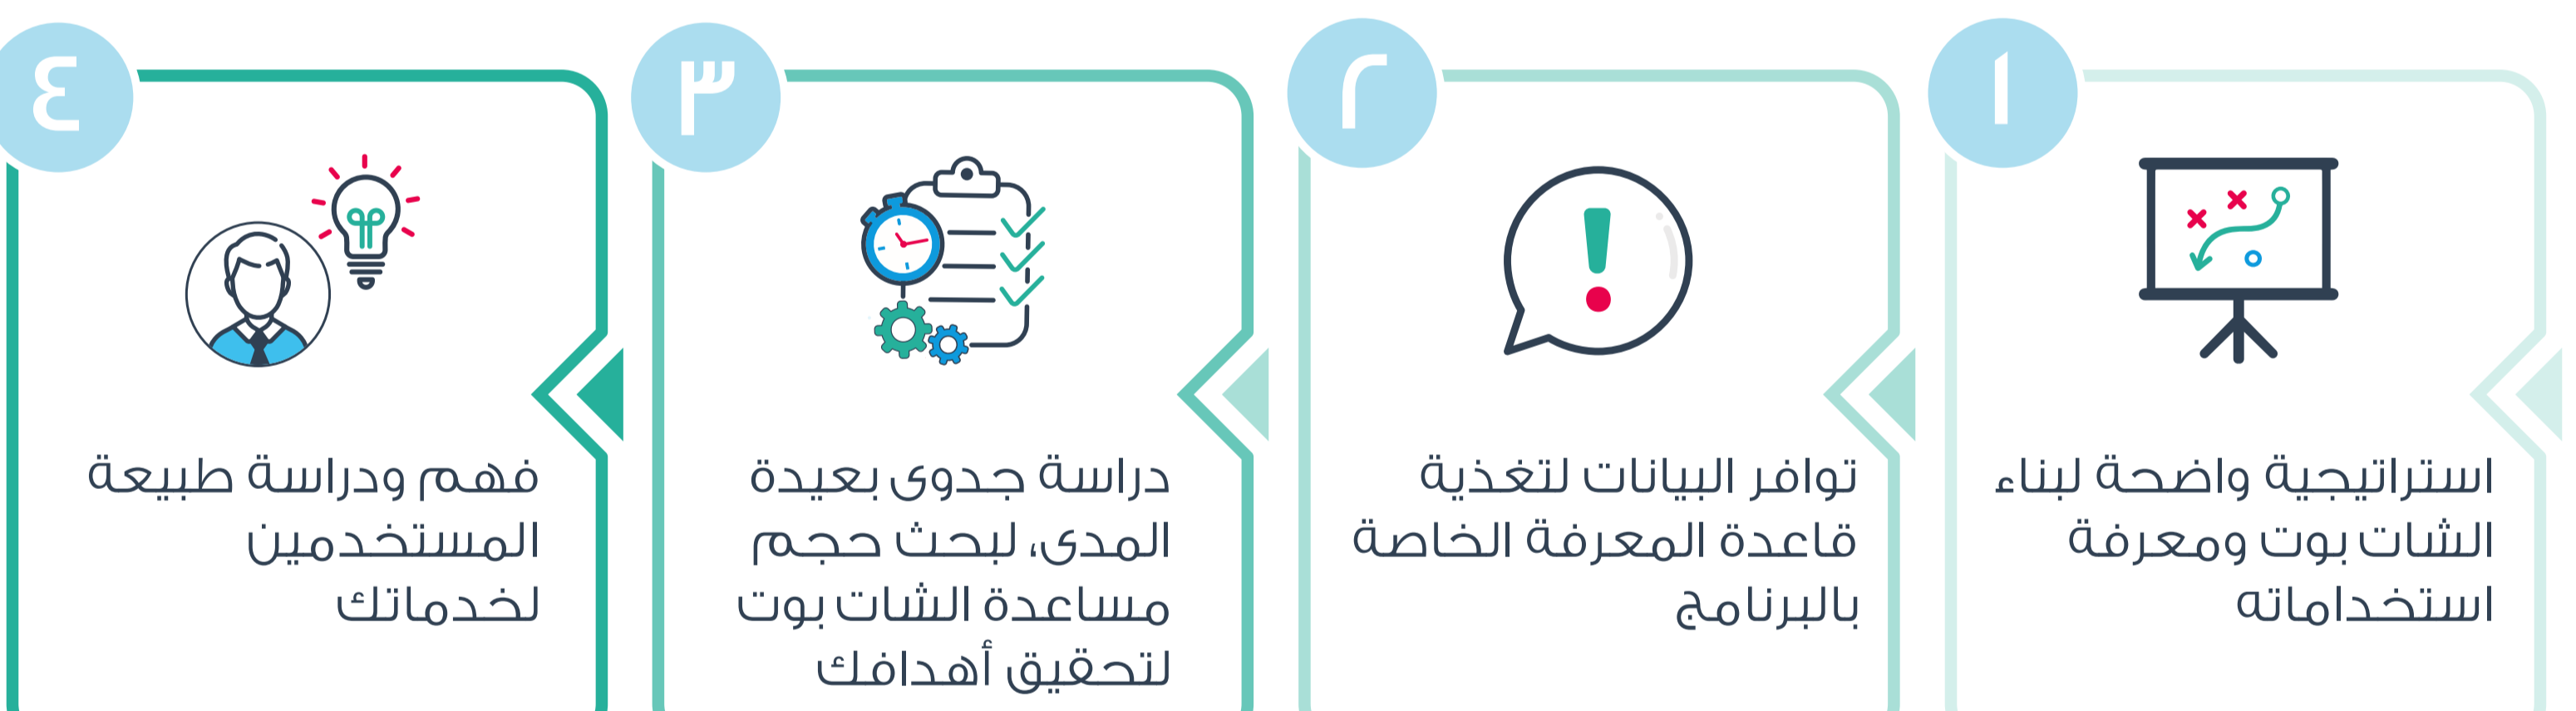 ١
استراتيجية واضحة لبناء
الشات بوت ومعرفة
استخداماته
٢
توافر البيانات لتغذية
قاعدة المعرفة الخاصة
بالبرنامج
٣
دراسة جدوى بعيدة
المدى، لبحث حجم
مساعدة الشات بوت
لتحقيق أهدافك
٤
فهم ودراسة طبيعة
المستخدمين
لخدماتك